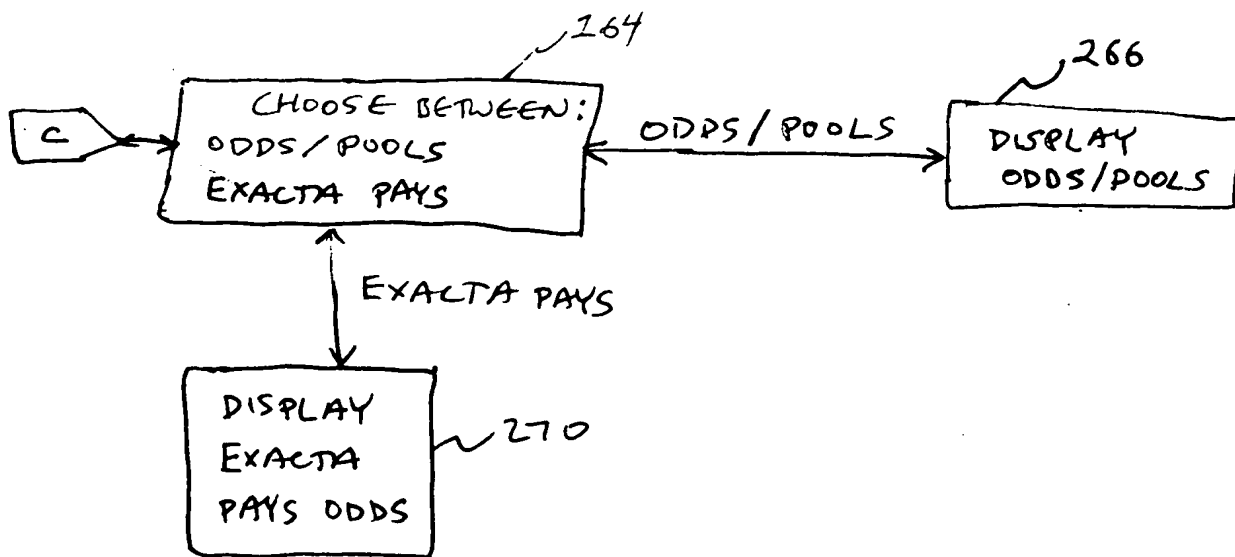 264
266
C
CHOOSE BETWEEN:
ODDS/POOLS
EXACTA PAYS
ODDS/POOLS
DISPLAY
ODDS/POOLS
EXACTA PAYS
DISPLAY
EXACTA
PAYS ODDS
270